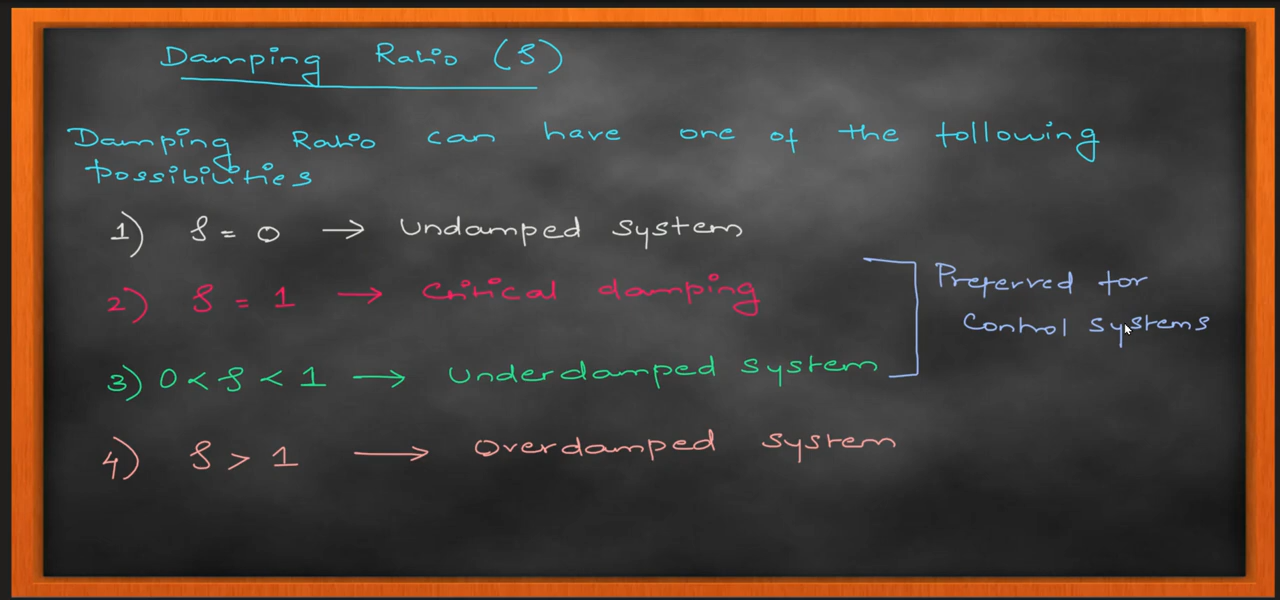 Damping Ratio (ζ)
Damping Ratio can have one of the following
possibilities
1) ζ = 0 → Undamped system
2) ζ = 1 → Critical damping
3) 0 < ζ < 1 → Underdamped system
Preferred for
Control systems
4) ζ > 1 → Overdamped system